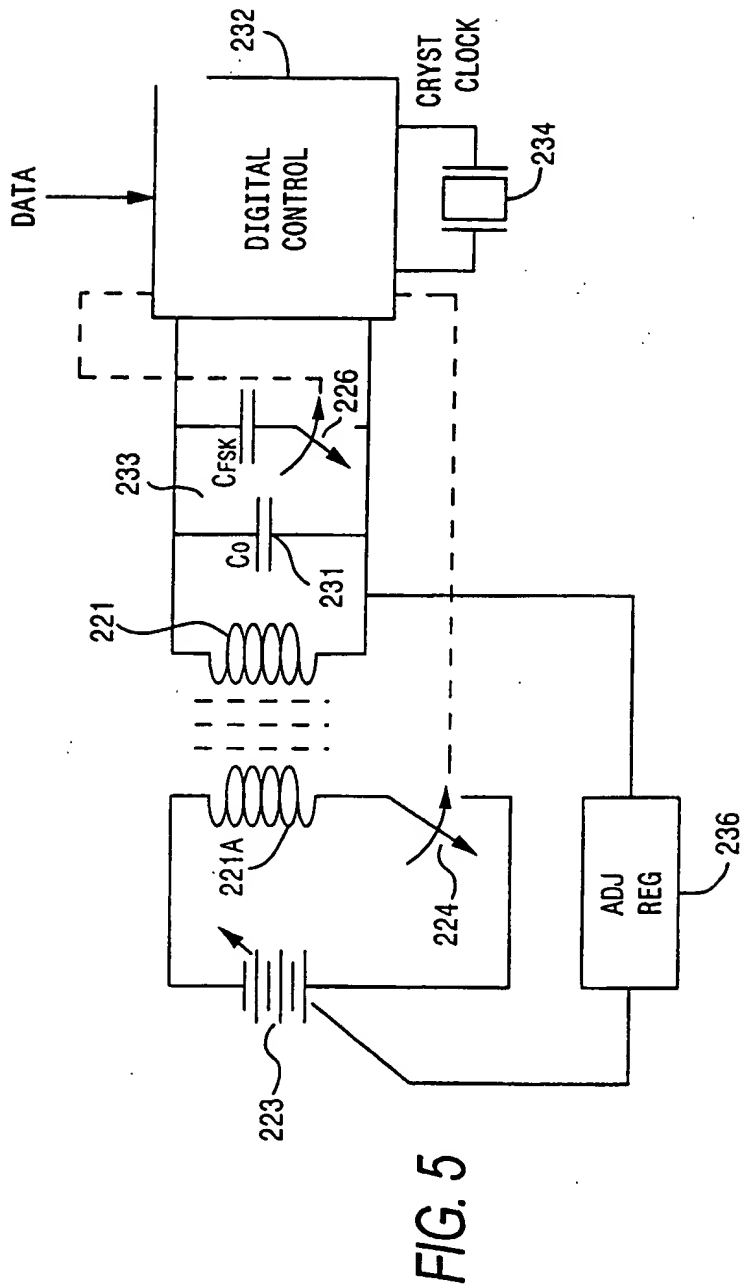 DATA
232
DIGITAL
CONTROL
CRYST
CLOCK
234
233
CFSK
226
C0
231
221
221A
224
223
ADJ
REG
236
FIG. 5